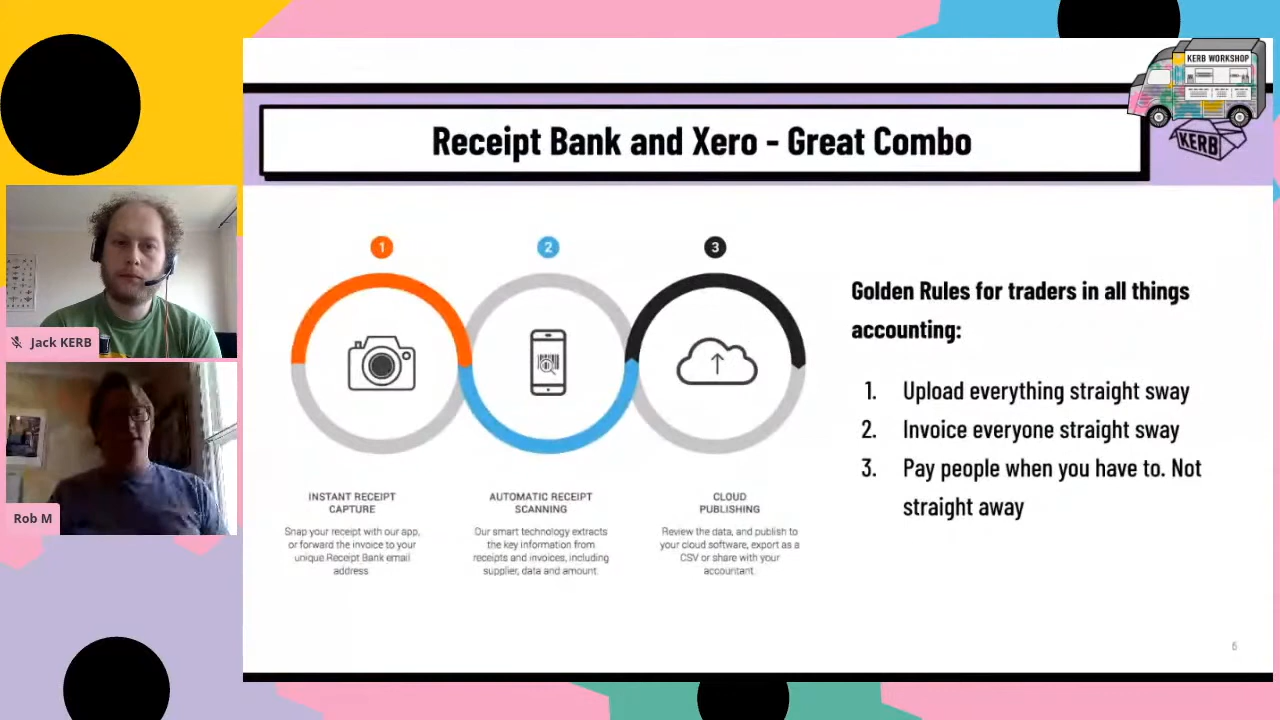 KERB WORKSHOP
KERB
Receipt Bank and Xero - Great Combo
Jack KERB
Rob M
1
2
3
INSTANT RECEIPT
CAPTURE
Snap your receipt with our app,
or forward the invoice to your
unique Receipt Bank email
address.
AUTOMATIC RECEIPT
SCANNING
Our smart technology extracts
the key information from
receipts and invoices, including
supplier, data and amount.
CLOUD
PUBLISHING
Review the data, and publish to
your cloud software, export as a
CSV or share with your
accountant.
Golden Rules for traders in all things
accounting:
1. Upload everything straight sway
2. Invoice everyone straight sway
3. Pay people when you have to. Not
straight away
6